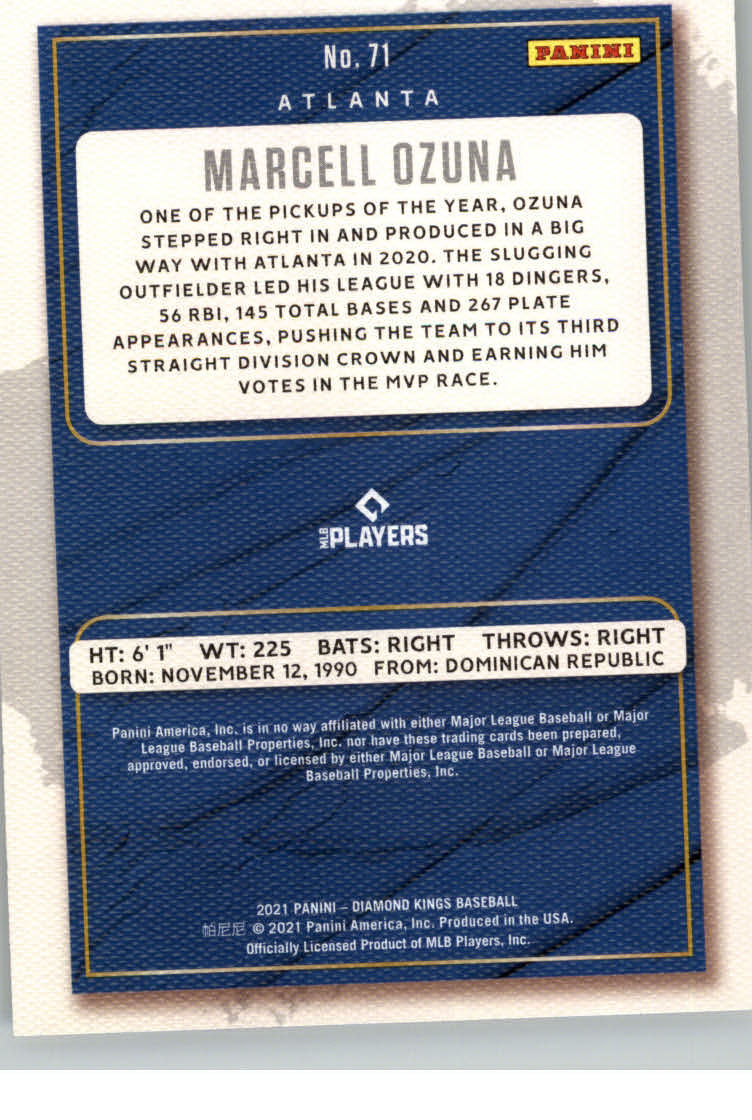 No. 71
PANINI
ATLANTA
MARCELL OZUNA
ONE OF THE PICKUPS OF THE YEAR, OZUNA
STEPPED RIGHT IN AND PRODUCED IN A BIG
WAY WITH ATLANTA IN 2020. THE SLUGGING
OUTFIELDER LED HIS LEAGUE WITH 18 DINGERS,
56 RBI, 145 TOTAL BASES AND 267 PLATE
APPEARANCES, PUSHING THE TEAM TO ITS THIRD
STRAIGHT DIVISION CROWN AND EARNING HIM
VOTES IN THE MVP RACE.
MLB PLAYERS
HT: 6' 1" WT: 225 BATS: RIGHT THROWS: RIGHT
BORN: NOVEMBER 12, 1990 FROM: DOMINICAN REPUBLIC
Panini America, Inc. is in no way affiliated with either Major League Baseball or Major
League Baseball Properties, Inc. nor have these trading cards been prepared,
approved, endorsed, or licensed by either Major League Baseball or Major League
Baseball Properties, Inc.
2021 PANINI – DIAMOND KINGS BASEBALL
帕尼尼 © 2021 Panini America, Inc. Produced in the USA.
Officially Licensed Product of MLB Players, Inc.